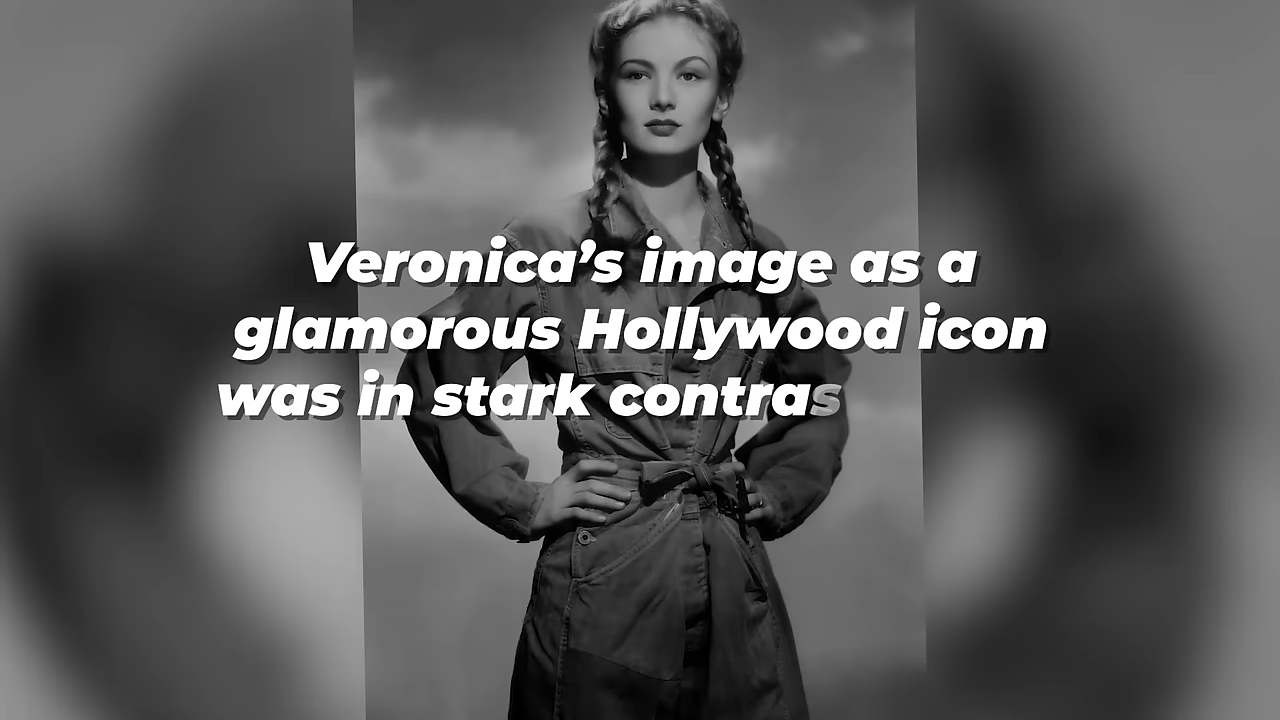 Veronica’s image as a
glamorous Hollywood icon
was in stark contras